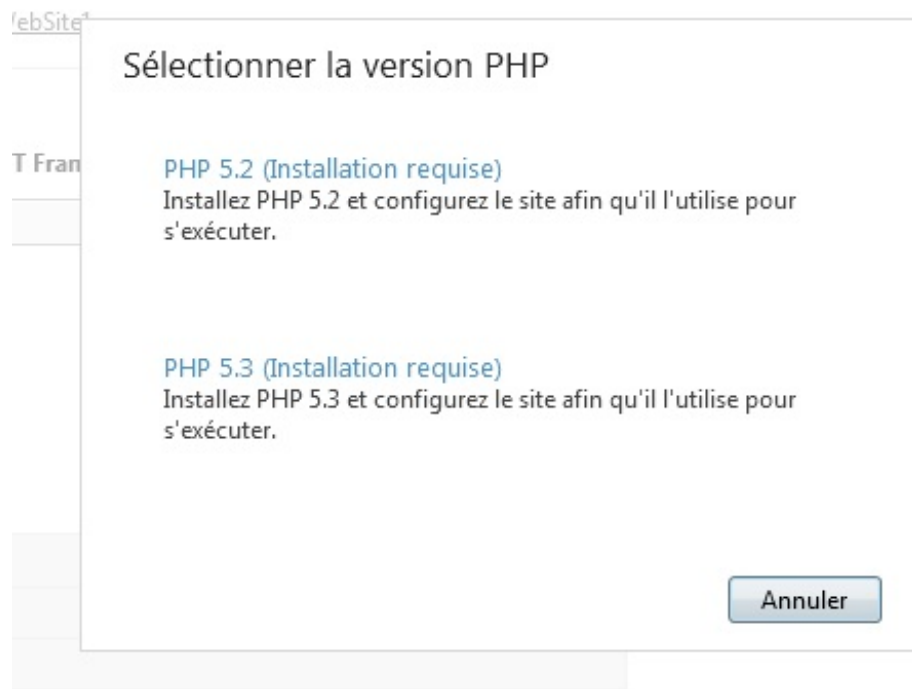 WebSite1
Sélectionner la version PHP
T Fram
PHP 5.2 (Installation requise)
Installez PHP 5.2 et configurez le site afin qu'il l'utilise pour
s'exécuter.
PHP 5.3 (Installation requise)
Installez PHP 5.3 et configurez le site afin qu'il l'utilise pour
s'exécuter.
Annuler